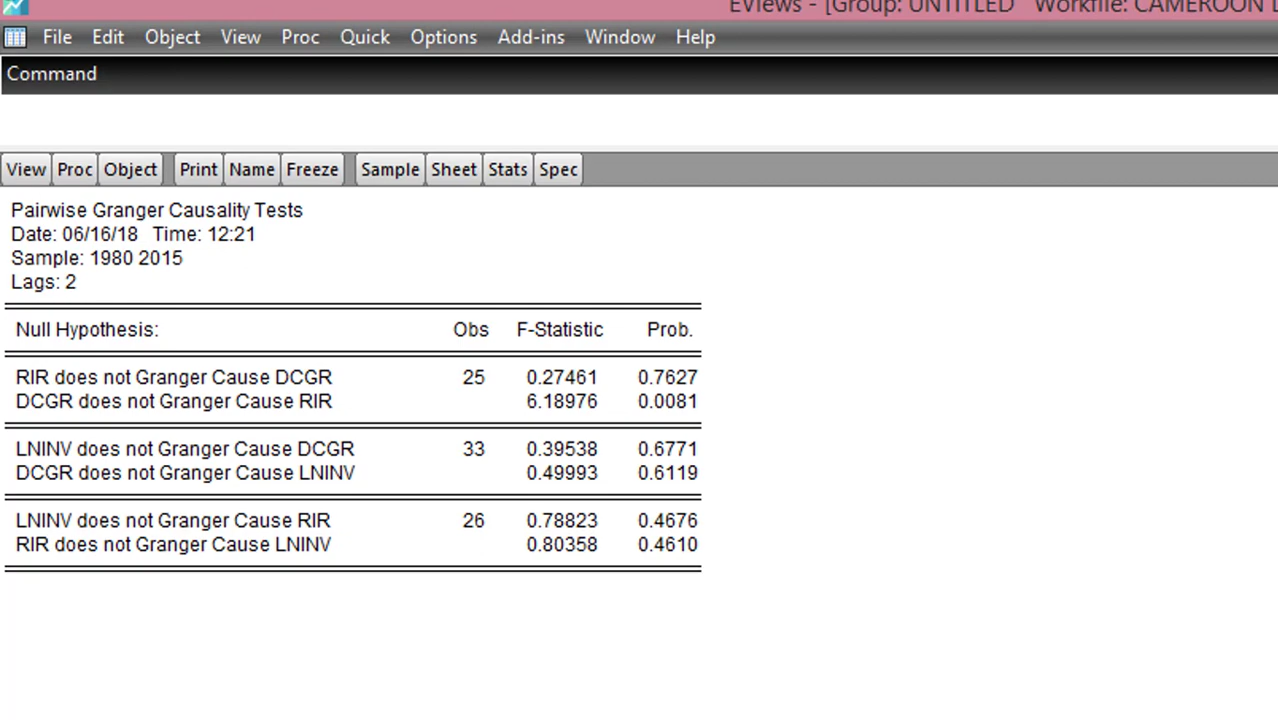 EViews - [Group: UNTITLED Workfile: CAMEROON
File Edit Object View Proc Quick Options Add-ins Window Help
Command
View Proc Object Print Name Freeze Sample Sheet Stats Spec
Pairwise Granger Causality Tests
Date: 06/16/18 Time: 12:21
Sample: 1980 2015
Lags: 2
Null Hypothesis: Obs F-Statistic Prob.
RIR does not Granger Cause DCGR 25 0.27461 0.7627
DCGR does not Granger Cause RIR 6.18976 0.0081
LNINV does not Granger Cause DCGR 33 0.39538 0.6771
DCGR does not Granger Cause LNINV 0.49993 0.6119
LNINV does not Granger Cause RIR 26 0.78823 0.4676
RIR does not Granger Cause LNINV 0.80358 0.4610